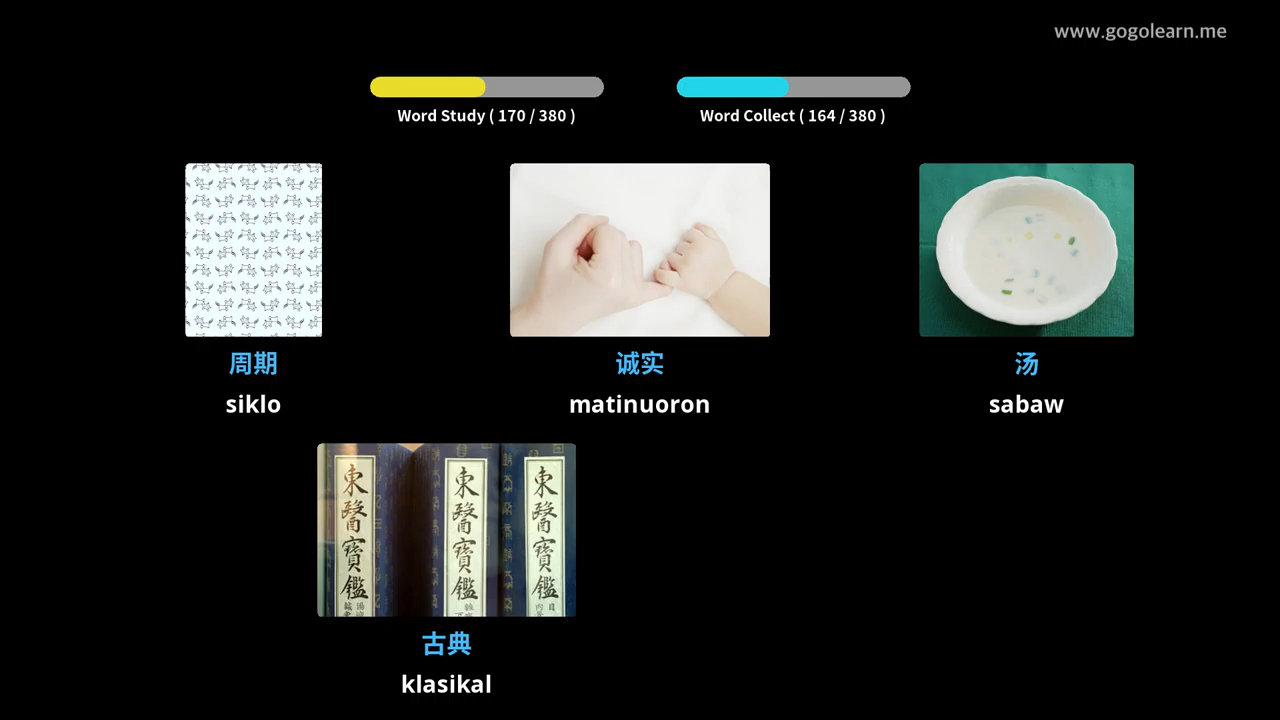 www.gogolearn.me
Word Study ( 170 / 380 )
Word Collect ( 164 / 380 )
周期
siklo
诚实
matinuoron
汤
sabaw
東醫寶鑑
東醫寶鑑
東醫寶鑑
古典
klasikal